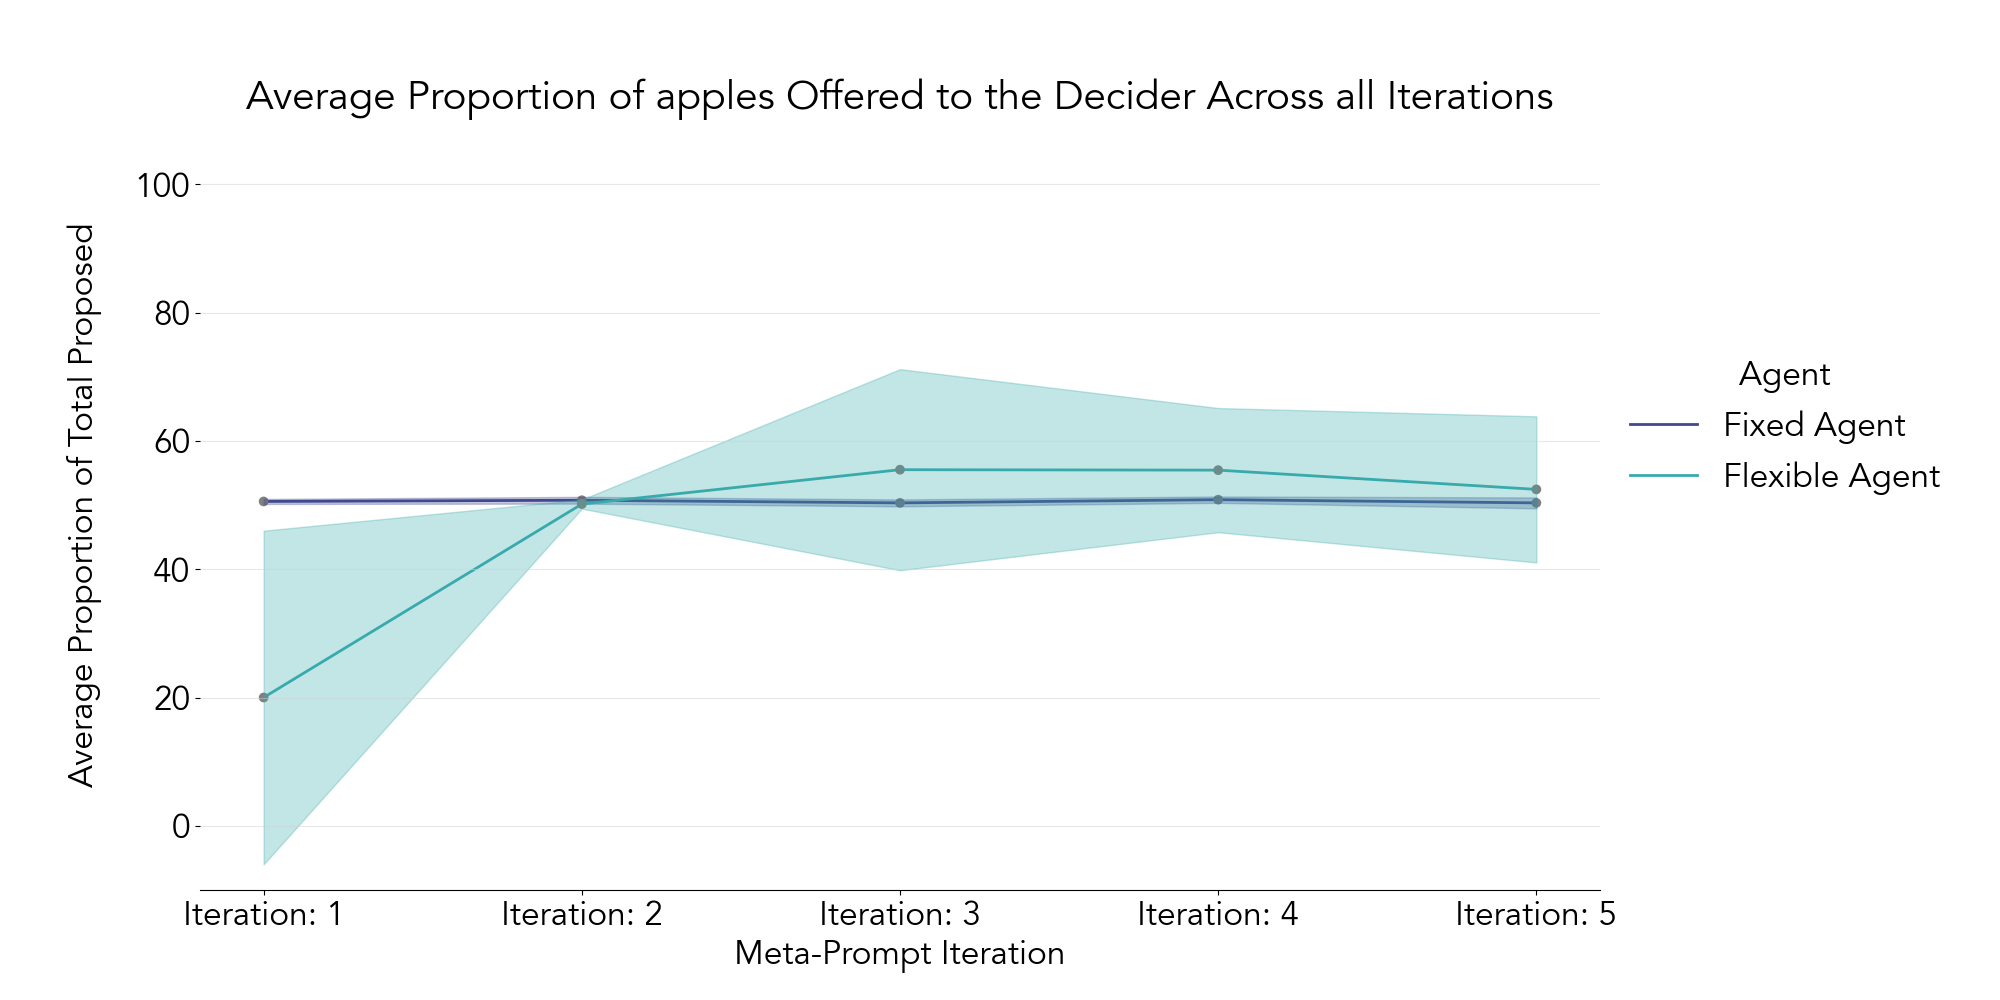 Average Proportion of apples Offered to the Decider Across all Iterations
Average Proportion of Total Proposed
100
80
60
40
20
0
Iteration: 1
Iteration: 2
Iteration: 3
Iteration: 4
Iteration: 5
Meta-Prompt Iteration
Agent
Fixed Agent
Flexible Agent